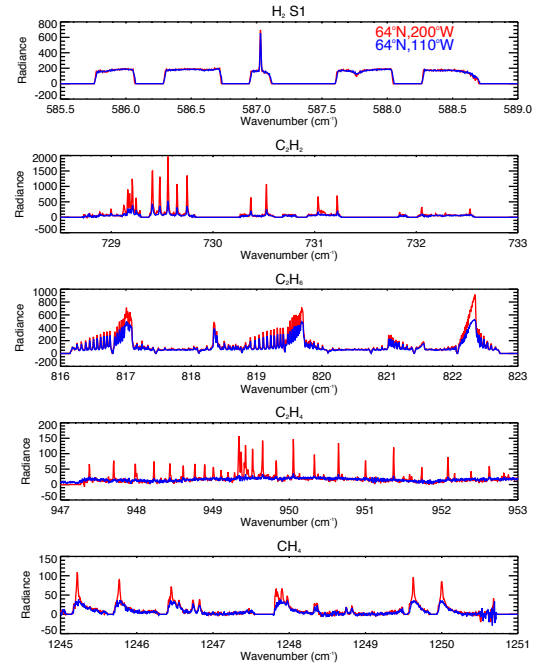 H₂ S1
64°N,200°W
64°N,110°W
Radiance
800
600
400
200
0
-200
585.5 586.0 586.5 587.0 587.5 588.0 588.5 589.0
Wavenumber (cm⁻¹)
C₂H₂
Radiance
2000
1500
1000
500
0
-500
729 730 731 732 733
Wavenumber (cm⁻¹)
C₂H₆
Radiance
1000
800
600
400
200
0
-200
816 817 818 819 820 821 822 823
Wavenumber (cm⁻¹)
C₂H₄
Radiance
200
150
100
50
0
-50
947 948 949 950 951 952 953
Wavenumber (cm⁻¹)
CH₄
Radiance
150
100
50
0
-50
1245 1246 1247 1248 1249 1250 1251
Wavenumber (cm⁻¹)